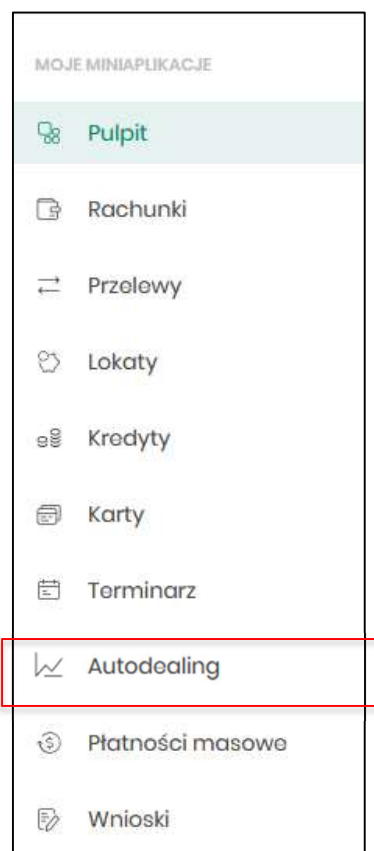 MOJE MINIAPLIKACJE
Pulpit
Rachunki
Przelewy
Lokaty
Kredyty
Karty
Terminarz
Autodealing
Płatności masowe
Wnioski